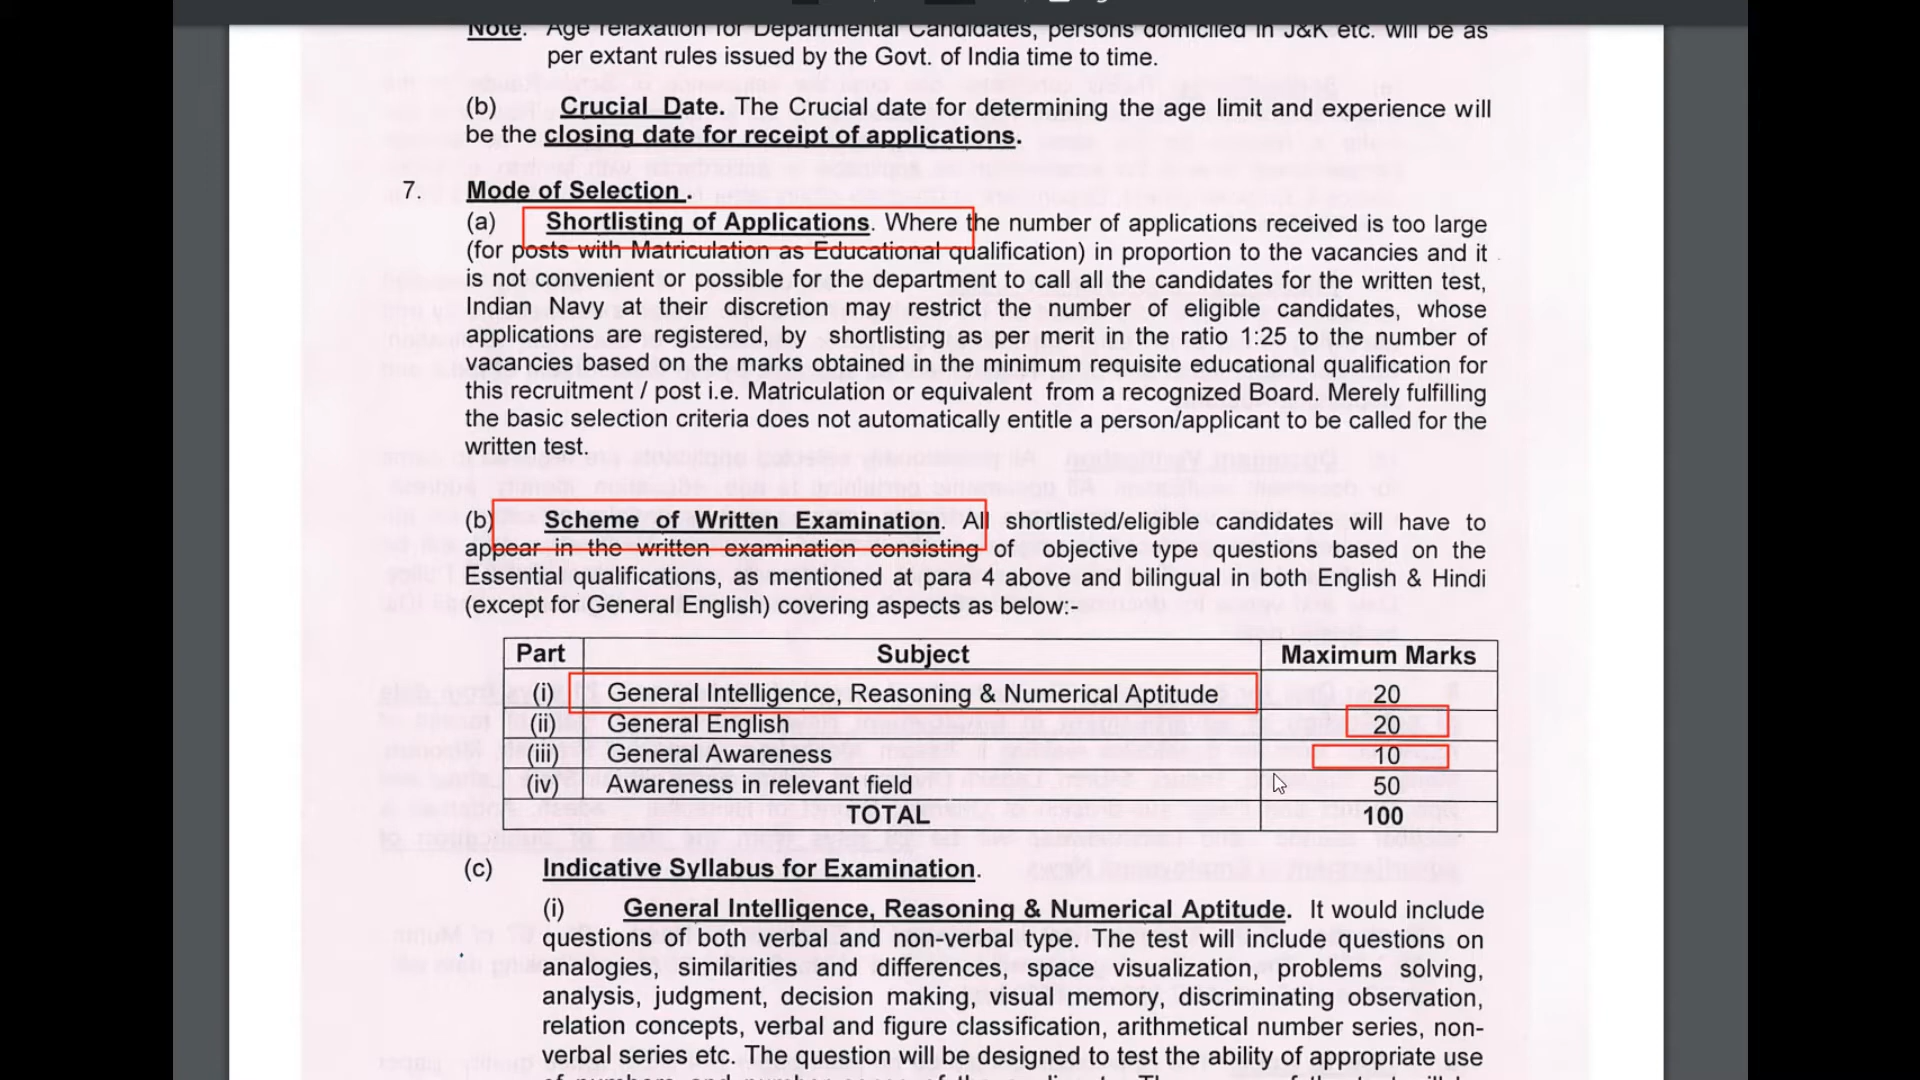 Note. Age relaxation for Departmental Candidates, persons domiciled in J&K etc. will be as
per extant rules issued by the Govt. of India time to time.
(b) Crucial Date. The Crucial date for determining the age limit and experience will
be the closing date for receipt of applications.
7. Mode of Selection .
(a) Shortlisting of Applications. Where the number of applications received is too large
(for posts with Matriculation as Educational qualification) in proportion to the vacancies and it
is not convenient or possible for the department to call all the candidates for the written test,
Indian Navy at their discretion may restrict the number of eligible candidates, whose
applications are registered, by shortlisting as per merit in the ratio 1:25 to the number of
vacancies based on the marks obtained in the minimum requisite educational qualification for
this recruitment / post i.e. Matriculation or equivalent from a recognized Board. Merely fulfilling
the basic selection criteria does not automatically entitle a person/applicant to be called for the
written test.
(b) Scheme of Written Examination. All shortlisted/eligible candidates will have to
appear in the written examination consisting of objective type questions based on the
Essential qualifications, as mentioned at para 4 above and bilingual in both English & Hindi
(except for General English) covering aspects as below:-
Part Subject Maximum Marks
(i) General Intelligence, Reasoning & Numerical Aptitude 20
(ii) General English 20
(iii) General Awareness 10
(iv) Awareness in relevant field 50
TOTAL 100
(c) Indicative Syllabus for Examination.
(i) General Intelligence, Reasoning & Numerical Aptitude. It would include
questions of both verbal and non-verbal type. The test will include questions on
analogies, similarities and differences, space visualization, problems solving,
analysis, judgment, decision making, visual memory, discriminating observation,
relation concepts, verbal and figure classification, arithmetical number series, non-
verbal series etc. The question will be designed to test the ability of appropriate use